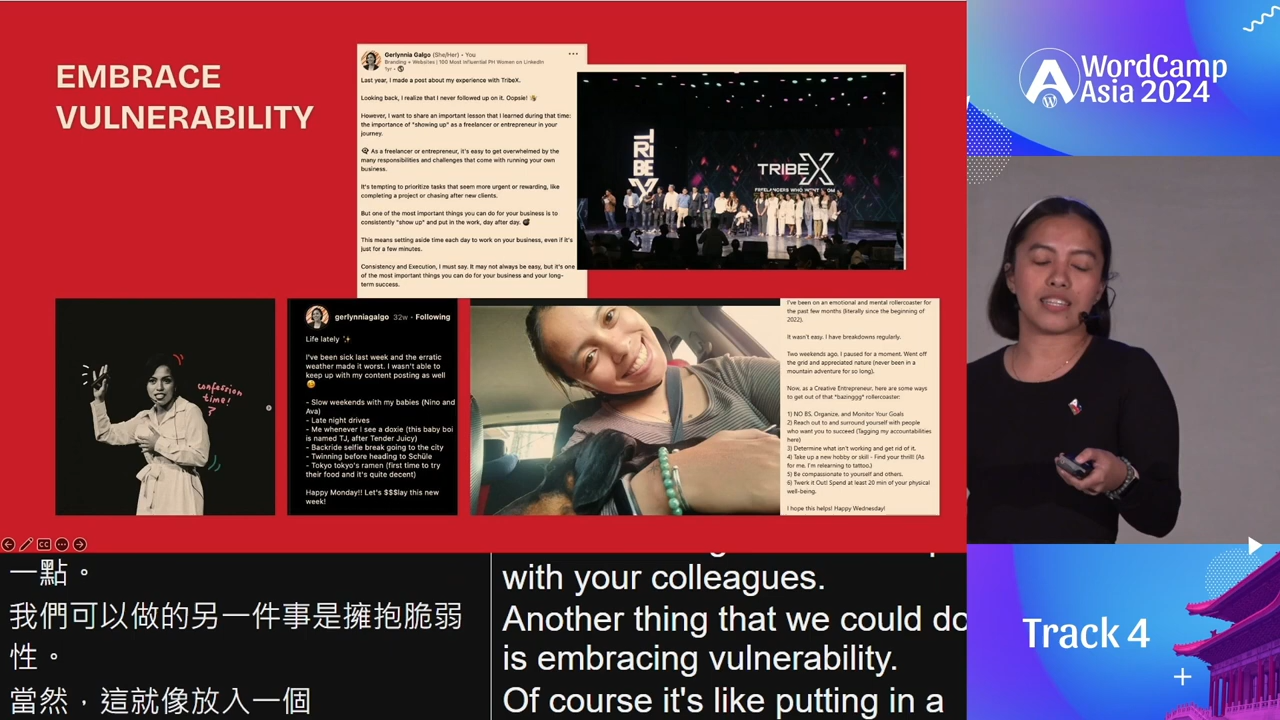 EMBRACE
VULNERABILITY
Gerlynnia Galgo (She/Her) • You
Branding + Websites | 100 Most Influential PH Women on LinkedIn
1yr •
Last year, I made a post about my experience with TribeX.
Looking back, I realize that I never followed up on it. Oopsie! 👋
However, I want to share an important lesson that I learned during that time:
the importance of "showing up" as a freelancer or entrepreneur in your
journey.
As a freelancer or entrepreneur, it's easy to get overwhelmed by the
many responsibilities and challenges that come with running your own
business.
It's tempting to prioritize tasks that seem more urgent or rewarding, like
completing a project or chasing after new clients.
But one of the most important things you can do for your business is to
consistently "show up" and put in the work, day after day.
This means setting aside time each day to work on your business, even if it's
just for a few minutes.
Consistency and Execution, I must say. It may not always be easy, but it's one
of the most important things you can do for your business and your long-
term success.
TRIBE
TRIBEX
FREELANCERS WHO
confession
time!
gerlynniagalgo 32w • Following
Life lately ✨
I've been sick last week and the erratic
weather made it worst. I wasn't able to
keep up with my content posting as well
- Slow weekends with my babies (Nino and
Ava)
- Late night drives
- Me whenever I see a doxie (this baby boi
is named TJ, after Tender Juicy)
- Backride selfie break going to the city
- Twinning before heading to Schüle
- Tokyo tokyo's ramen (first time to try
their food and it's quite decent)
Happy Monday!! Let's $$$lay this new
week!
I've been on an emotional and mental rollercoaster for
the past few months (literally since the beginning of
2022).
It wasn't easy. I have breakdowns regularly.
Two weekends ago. I paused for a moment. Went off
the grid and appreciated nature (never been in a
mountain adventure for so long).
Now, as a Creative Entrepreneur, here are some ways
to get out of that "bazinggg" rollercoaster:
1) NO BS, Organize, and Monitor Your Goals
2) Reach out to and surround yourself with people
who want you to succeed (Tagging my accountabilities
here)
3) Determine what isn't working and get rid of it.
4) Take up a new hobby or skill - Find your thrill! (As
for me, I'm relearning to tattoo.)
5) Be compassionate to yourself and others.
6) Twerk it Out! Spend at least 20 min of your physical
well-being.
I hope this helps! Happy Wednesday!
CC
一點。
我們可以做的另一件事是擁抱脆弱
性。
當然，這就像放入一個
with your colleagues.
Another thing that we could do
is embracing vulnerability.
Of course it's like putting in a
WordCamp
Asia 2024
Track 4